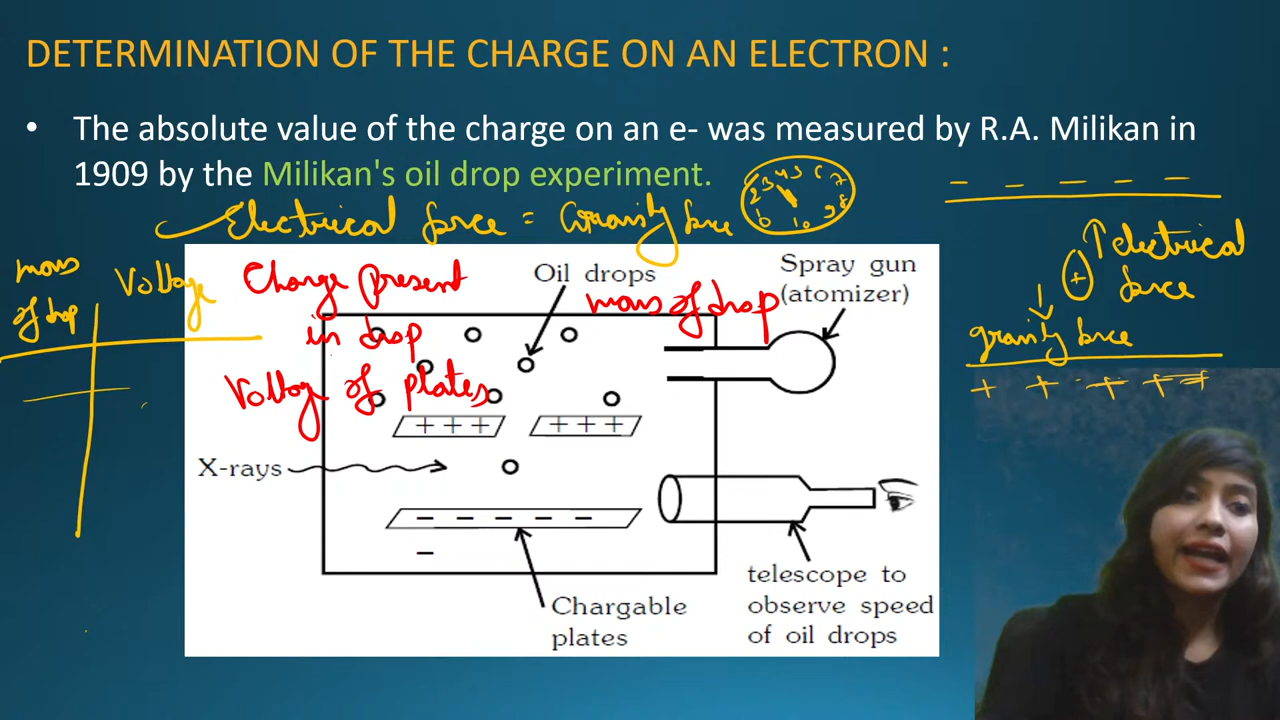 DETERMINATION OF THE CHARGE ON AN ELECTRON :
• The absolute value of the charge on an e- was measured by R.A. Milikan in
1909 by the Milikan's oil drop experiment.
Electrical force = Gravity force
mass
of drop
Voltage
Charge present
in drop
Voltage of plates
mass of drop
Oil drops
Spray gun
(atomizer)
+ + +
+ + +
X-rays
- - - - -
-
Chargable
plates
telescope to
observe speed
of oil drops
- - - - -
↑ electrical
force
+
↓
gravity force
+ + + + +